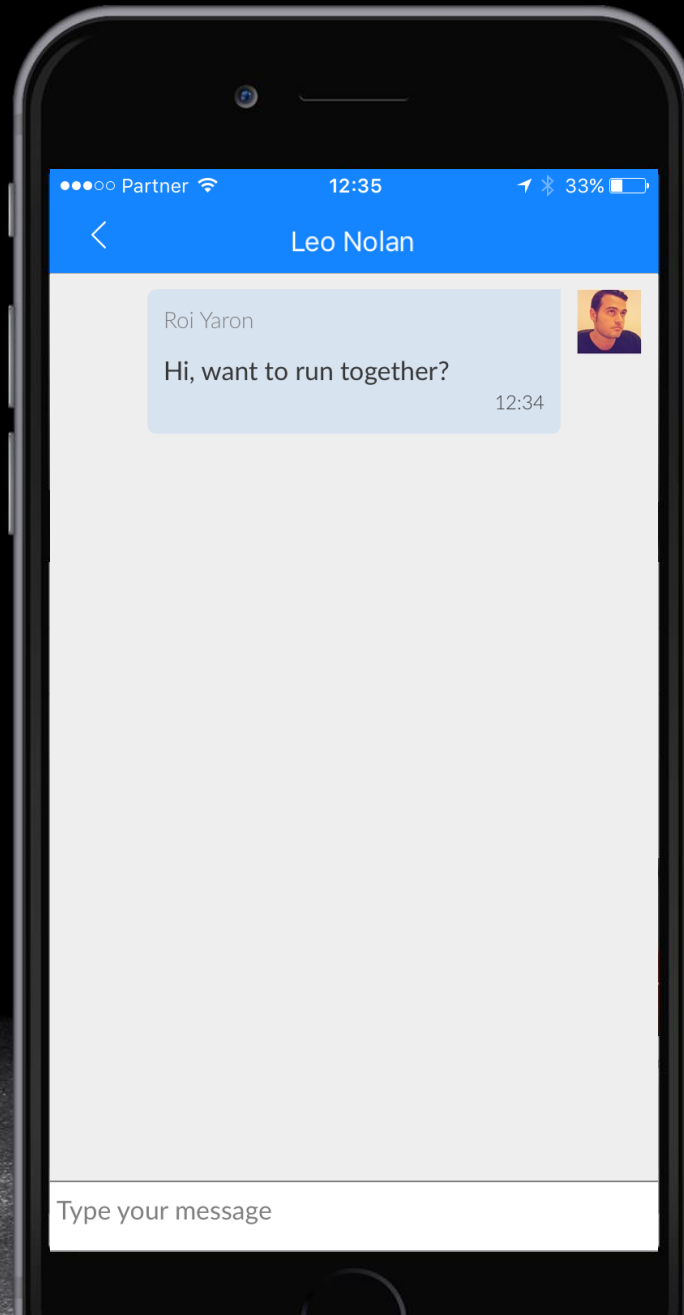 Partner 12:35 33%
Leo Nolan
Roi Yaron
Hi, want to run together?
12:34
Type your message